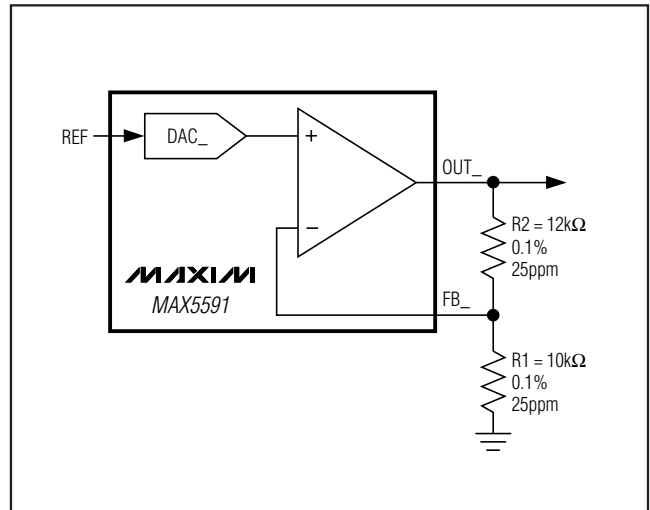 REF
DAC_
+
OUT_
−
R2 = 12kΩ
0.1%
25ppm
MAXIM
MAX5591
FB_
R1 = 10kΩ
0.1%
25ppm